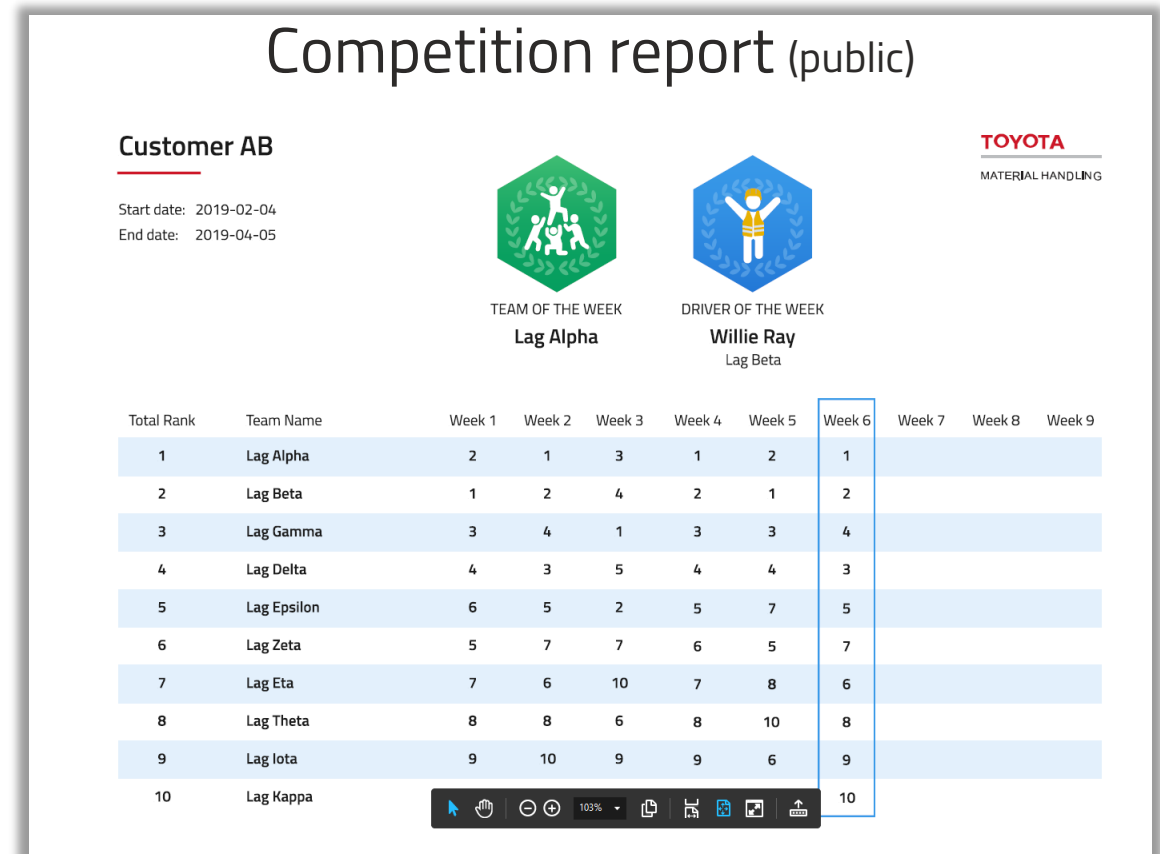 Competition report (public)
Customer AB
TOYOTA
MATERIAL HANDLING
Start date: 2019-02-04
End date: 2019-04-05
TEAM OF THE WEEK
Lag Alpha
DRIVER OF THE WEEK
Willie Ray
Lag Beta
Total Rank Team Name Week 1 Week 2 Week 3 Week 4 Week 5 Week 6 Week 7 Week 8 Week 9
1 Lag Alpha 2 1 3 1 2 1
2 Lag Beta 1 2 4 2 1 2
3 Lag Gamma 3 4 1 3 3 4
4 Lag Delta 4 3 5 4 4 3
5 Lag Epsilon 6 5 2 5 7 5
6 Lag Zeta 5 7 7 6 5 7
7 Lag Eta 7 6 10 7 8 6
8 Lag Theta 8 8 6 8 10 8
9 Lag Iota 9 10 9 9 6 9
10 Lag Kappa 10
103%